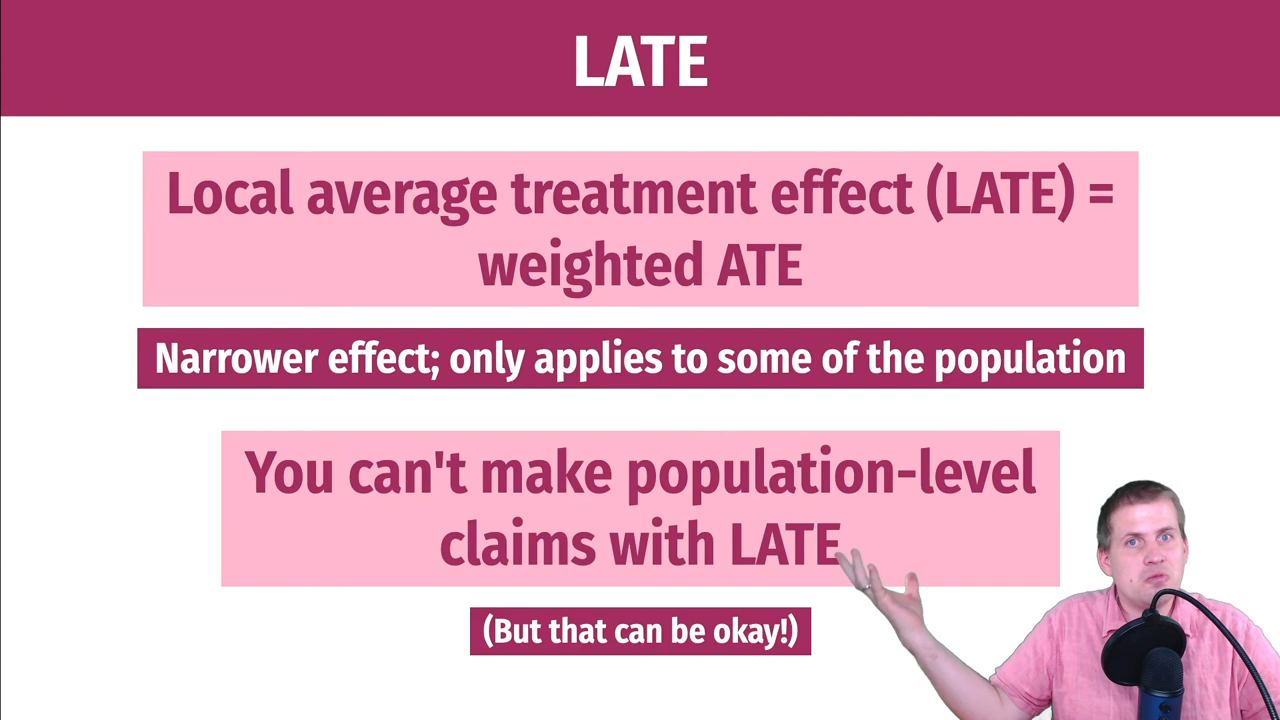 LATE
Local average treatment effect (LATE) =
weighted ATE
Narrower effect; only applies to some of the population
You can't make population-level
claims with LATE
(But that can be okay!)